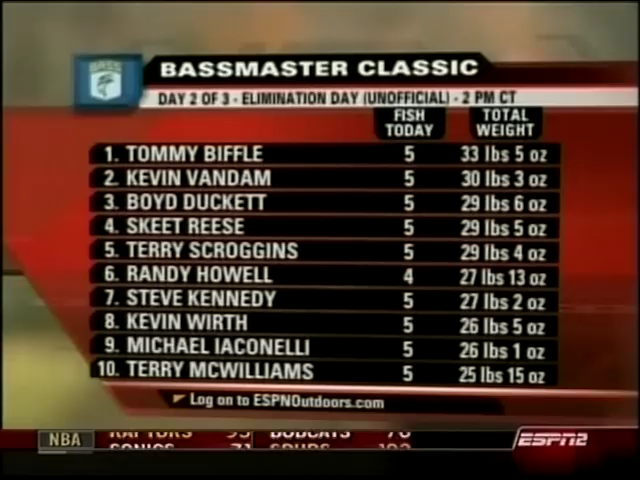 BASS
BASSMASTER CLASSIC
DAY 2 OF 3 - ELIMINATION DAY (UNOFFICIAL) - 2 PM CT
FISH TODAY TOTAL WEIGHT
1. TOMMY BIFFLE 5 33 lbs 5 oz
2. KEVIN VANDAM 5 30 lbs 3 oz
3. BOYD DUCKETT 5 29 lbs 6 oz
4. SKEET REESE 5 29 lbs 5 oz
5. TERRY SCROGGINS 5 29 lbs 4 oz
6. RANDY HOWELL 4 27 lbs 13 oz
7. STEVE KENNEDY 5 27 lbs 2 oz
8. KEVIN WIRTH 5 26 lbs 5 oz
9. MICHAEL IACONELLI 5 26 lbs 1 oz
10. TERRY MCWILLIAMS 5 25 lbs 15 oz
Log on to ESPNOutdoors.com
NBA RAPTORS BOBCATS ESPN2
SONICS SPURS